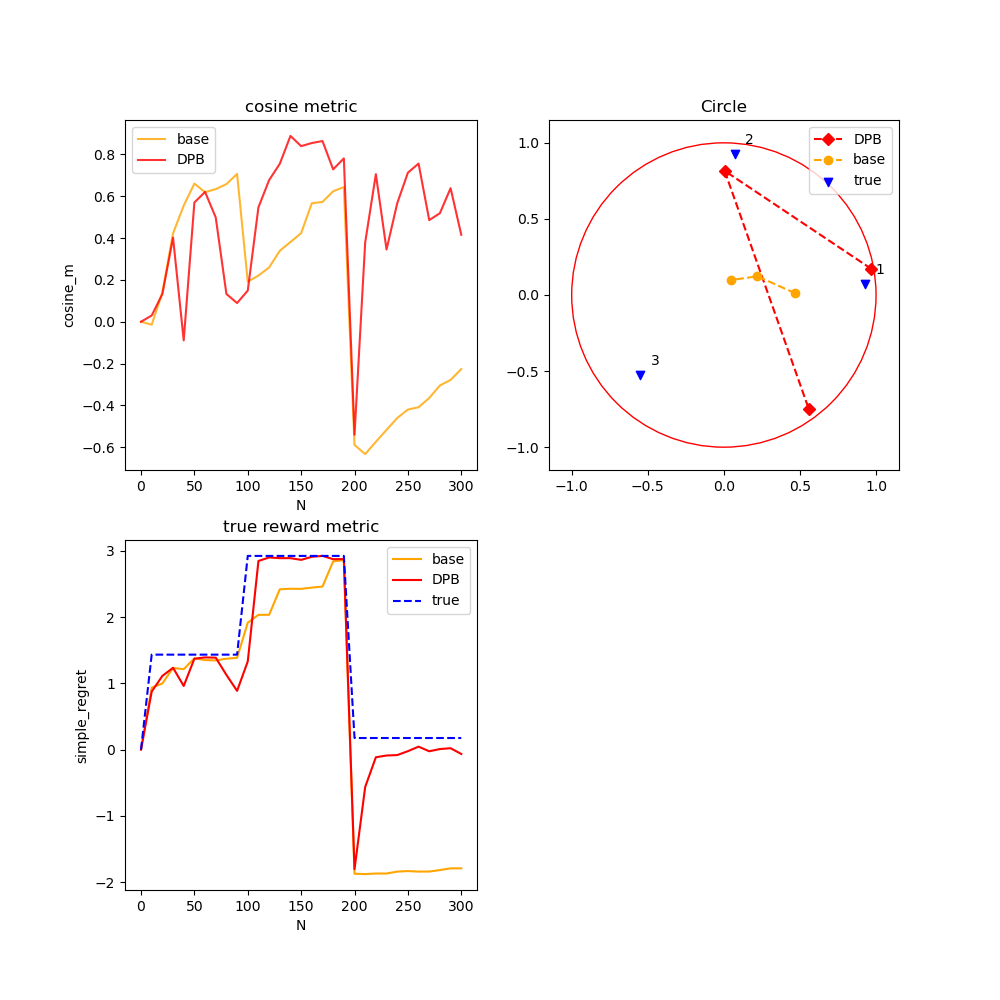 cosine metric
base
DPB
cosine_m
0.8
0.6
0.4
0.2
0.0
−0.2
−0.4
−0.6
0 50 100 150 200 250 300
N
Circle
DPB
base
true
1.0
0.5
0.0
−0.5
−1.0
2
1
3
−1.0 −0.5 0.0 0.5 1.0
true reward metric
base
DPB
true
simple_regret
3
2
1
0
−1
−2
0 50 100 150 200 250 300
N